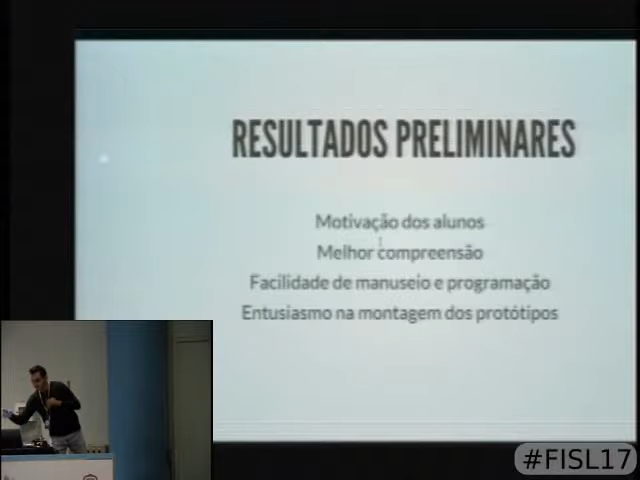 RESULTADOS PRELIMINARES
Motivação dos alunos
Melhor compreensão
Facilidade de manuseio e programação
Entusiasmo na montagem dos protótipos
#FISL17